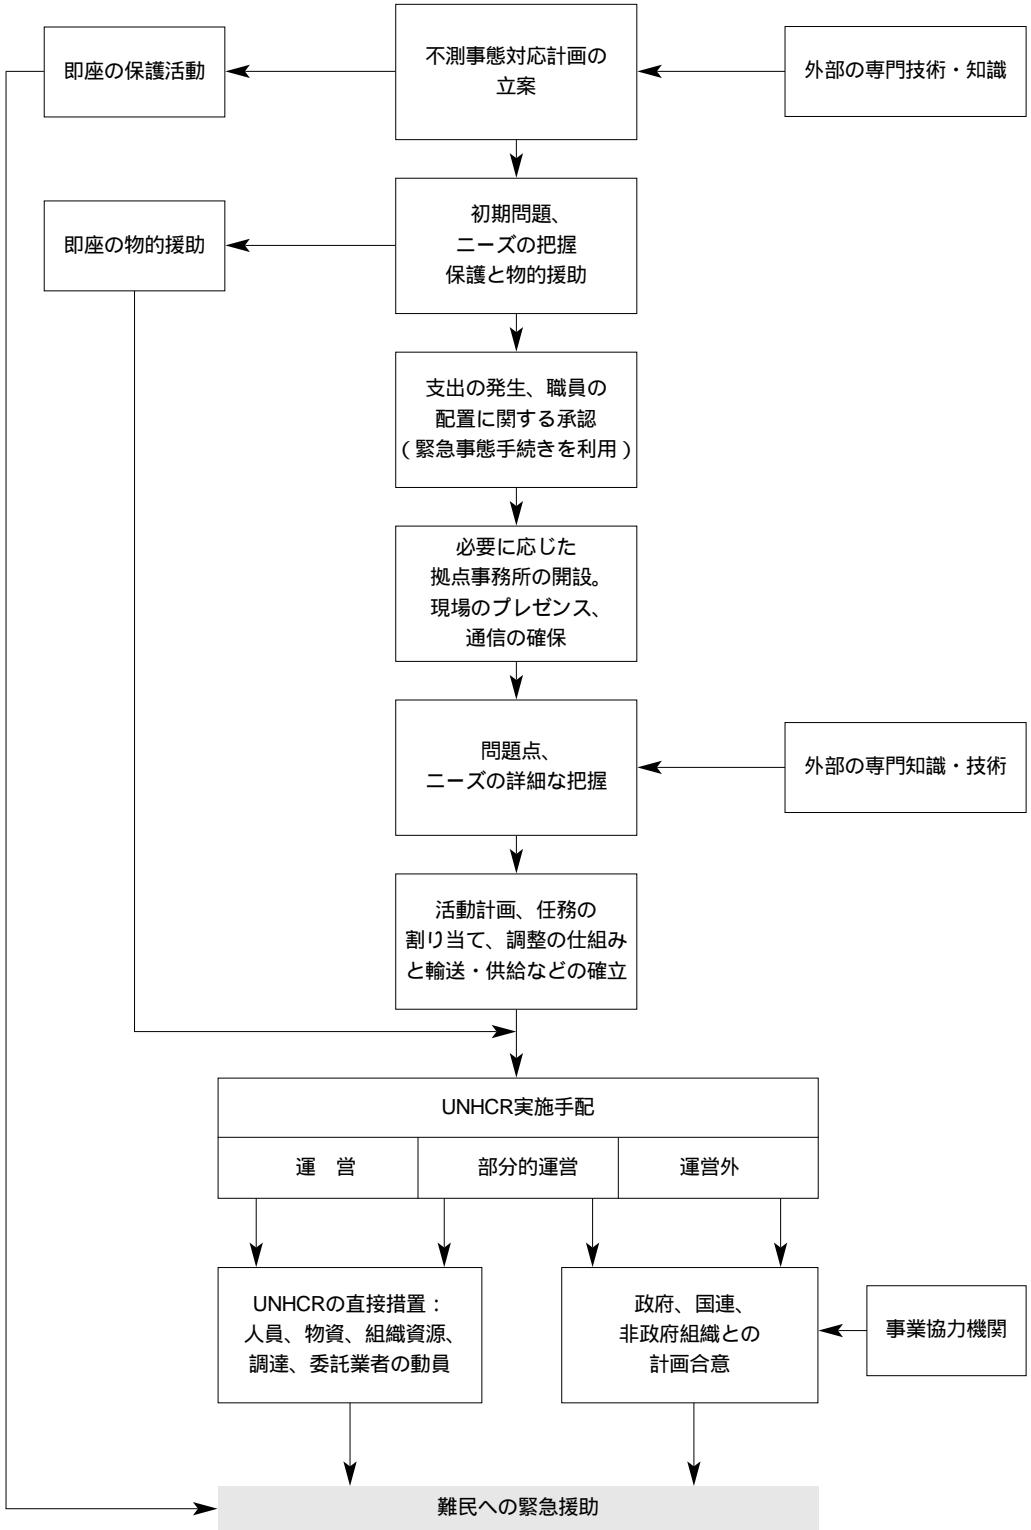 即座の保護活動
不測事態対応計画の
立案
外部の専門技術・知識
即座の物的援助
初期問題、
ニーズの把握
保護と物的援助
支出の発生、職員の
配置に関する承認
（緊急事態手続きを利用）
必要に応じた
拠点事務所の開設。
現場のプレゼンス、
通信の確保
問題点、
ニーズの詳細な把握
外部の専門知識・技術
活動計画、任務の
割り当て、調整の仕組み
と輸送・供給などの確立
UNHCR実施手配
運　営
部分的運営
運営外
UNHCRの直接措置：
人員、物資、組織資源、
調達、委託業者の動員
政府、国連、
非政府組織との
計画合意
事業協力機関
難民への緊急援助